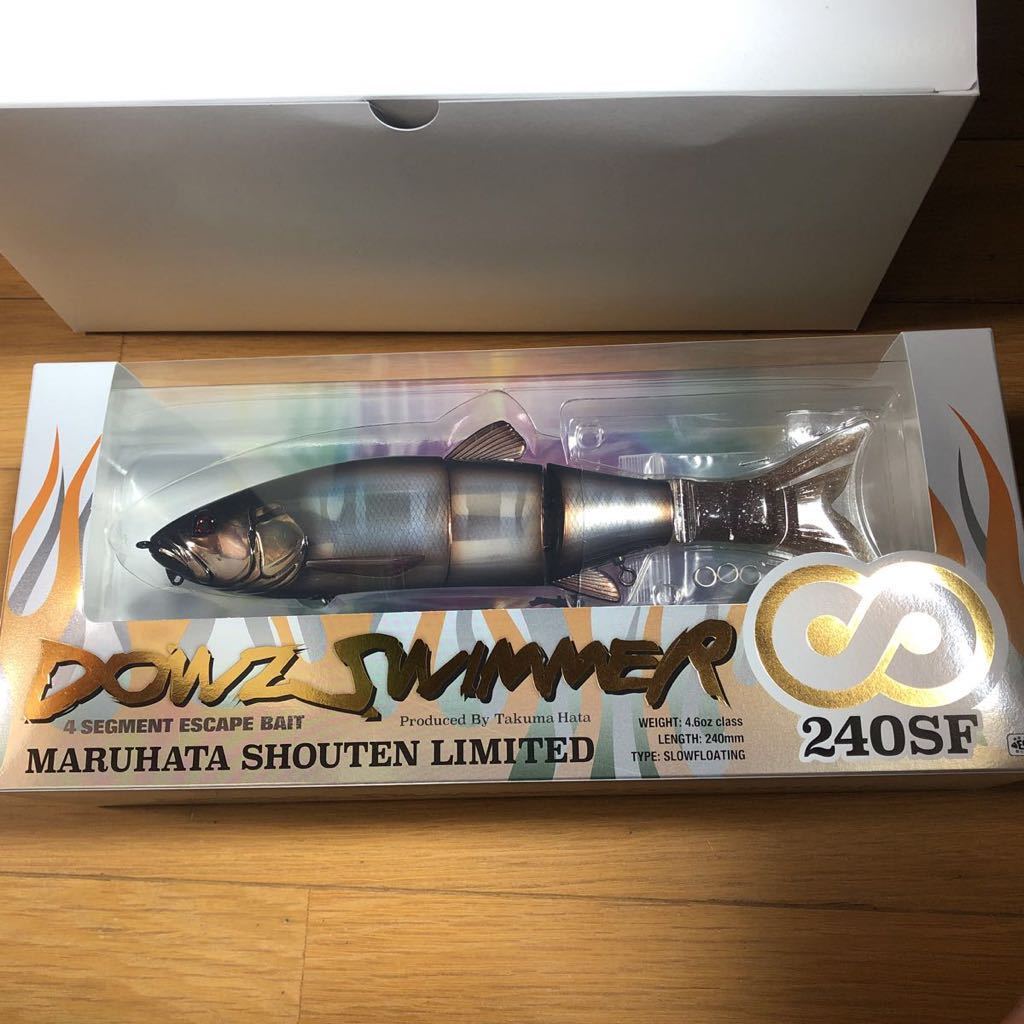 DOWZ SWIMMER
4 SEGMENT ESCAPE BAIT
Produced By Takuma Hata
MARUHATA SHOUTEN LIMITED
WEIGHT: 4.6oz class
LENGTH: 240mm
TYPE: SLOWFLOATING
240SF